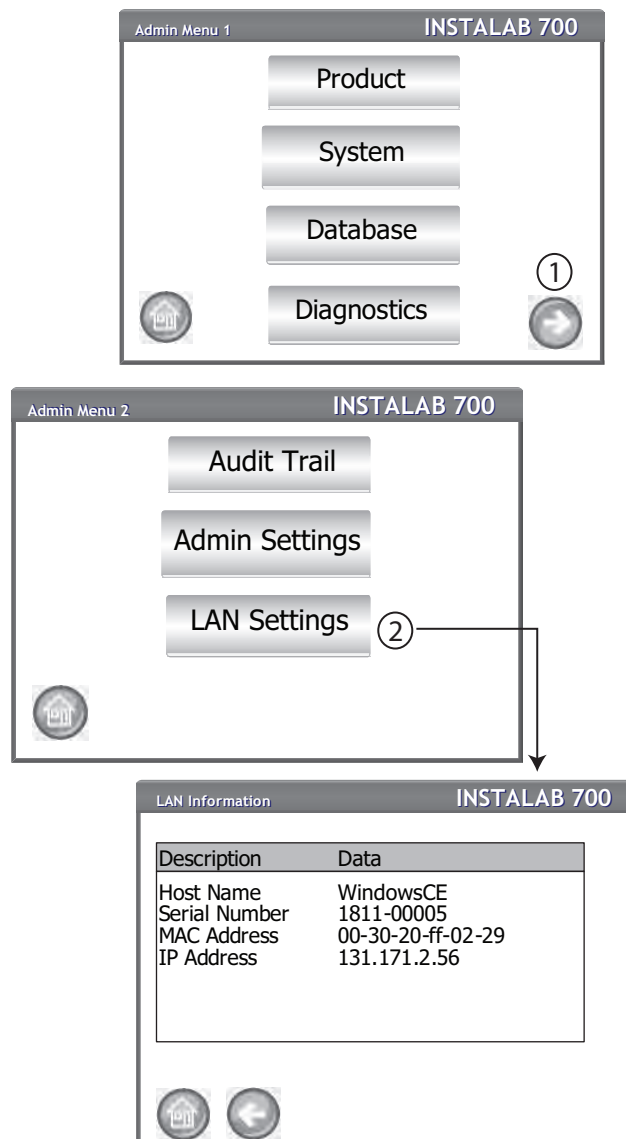 Admin Menu 1 INSTALAB 700
Product
System
Database
1
Diagnostics
Admin Menu 2 INSTALAB 700
Audit Trail
Admin Settings
LAN Settings 2
LAN Information INSTALAB 700
Description Data
Host Name WindowsCE
Serial Number 1811-00005
MAC Address 00-30-20-ff-02-29
IP Address 131.171.2.56